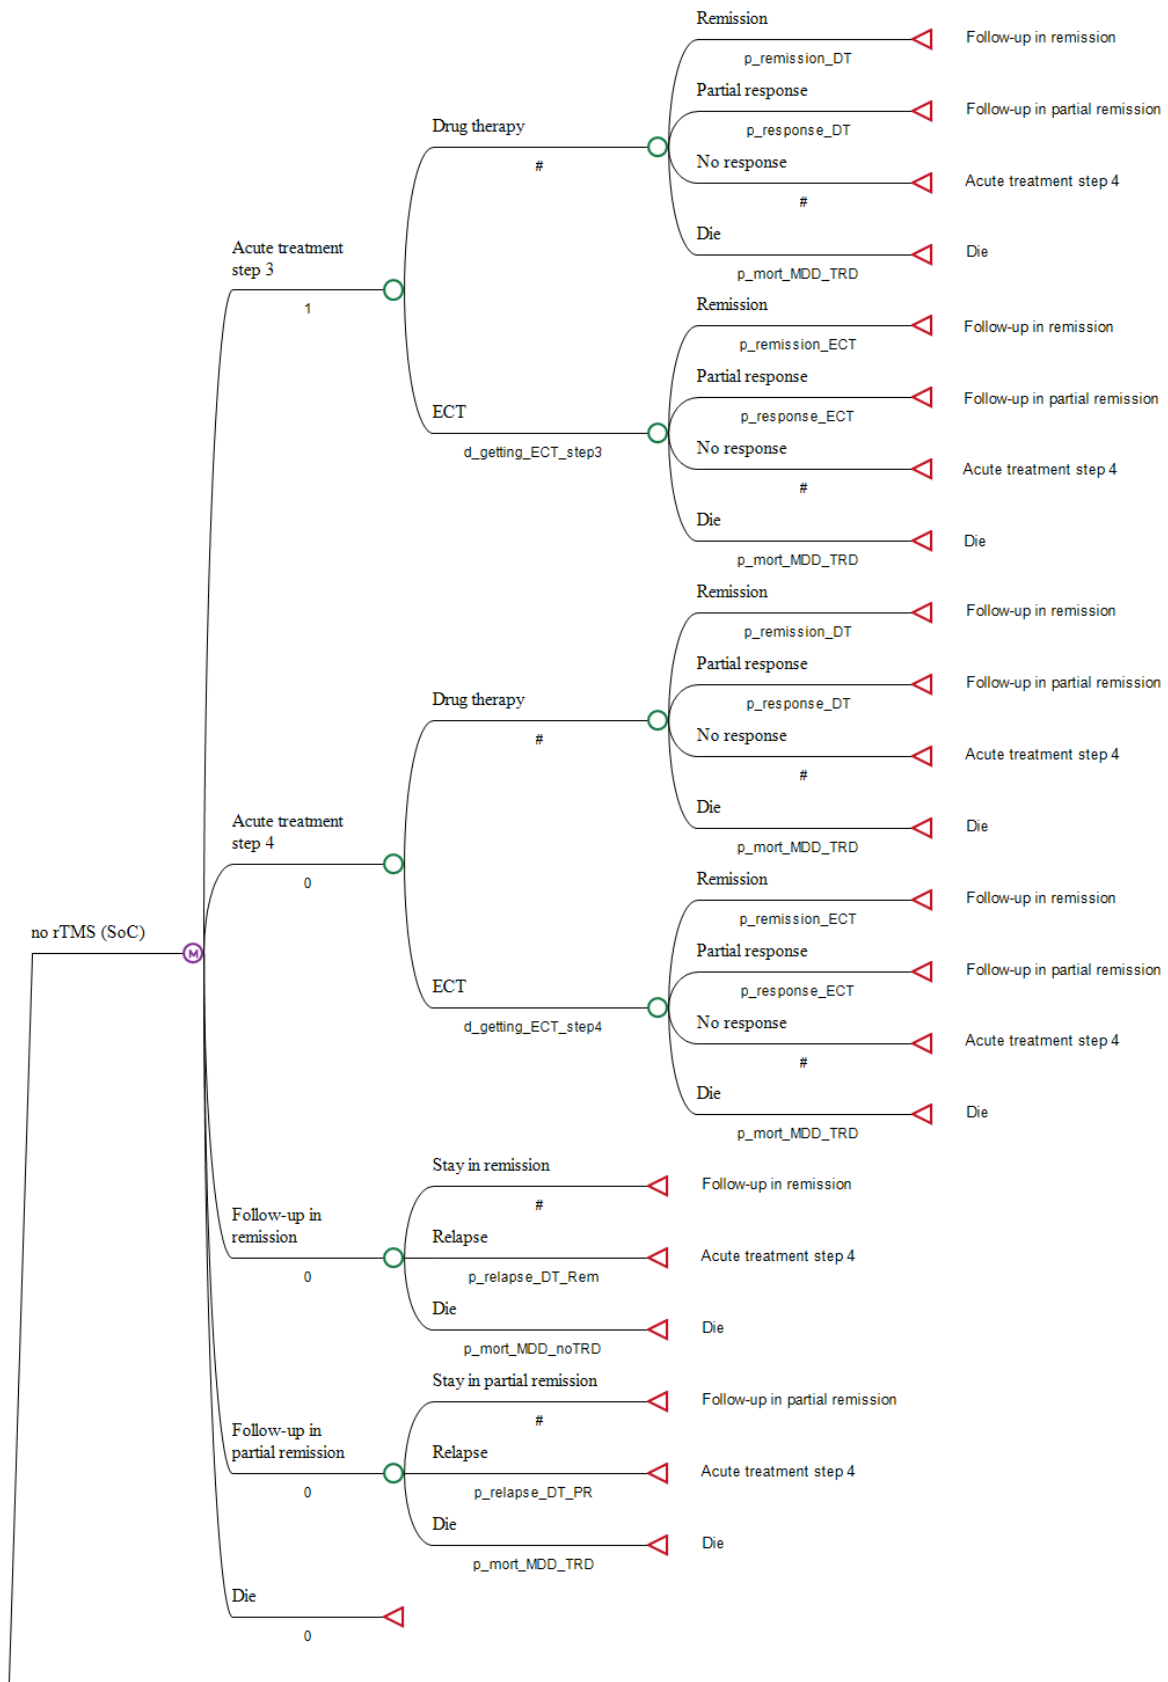 Remission
Follow-up in remission
p_remission_DT
Partial response
Follow-up in partial remission
p_response_DT
Drug therapy
#
No response
Acute treatment step 4
#
Die
Die
p_mort_MDD_TRD
Acute treatment
step 3
1
Remission
Follow-up in remission
p_remission_ECT
Partial response
Follow-up in partial remission
p_response_ECT
ECT
d_getting_ECT_step3
No response
Acute treatment step 4
#
Die
Die
p_mort_MDD_TRD
Remission
Follow-up in remission
p_remission_DT
Partial response
Follow-up in partial remission
p_response_DT
Drug therapy
#
No response
Acute treatment step 4
#
Die
Die
p_mort_MDD_TRD
Acute treatment
step 4
0
Remission
Follow-up in remission
p_remission_ECT
no rTMS (SoC)
M
Partial response
Follow-up in partial remission
p_response_ECT
ECT
d_getting_ECT_step4
No response
Acute treatment step 4
#
Die
Die
p_mort_MDD_TRD
Stay in remission
Follow-up in remission
#
Follow-up in
remission
0
Relapse
Acute treatment step 4
p_relapse_DT_Rem
Die
Die
p_mort_MDD_noTRD
Stay in partial remission
Follow-up in partial remission
#
Follow-up in
partial remission
0
Relapse
Acute treatment step 4
p_relapse_DT_PR
Die
Die
p_mort_MDD_TRD
Die
0